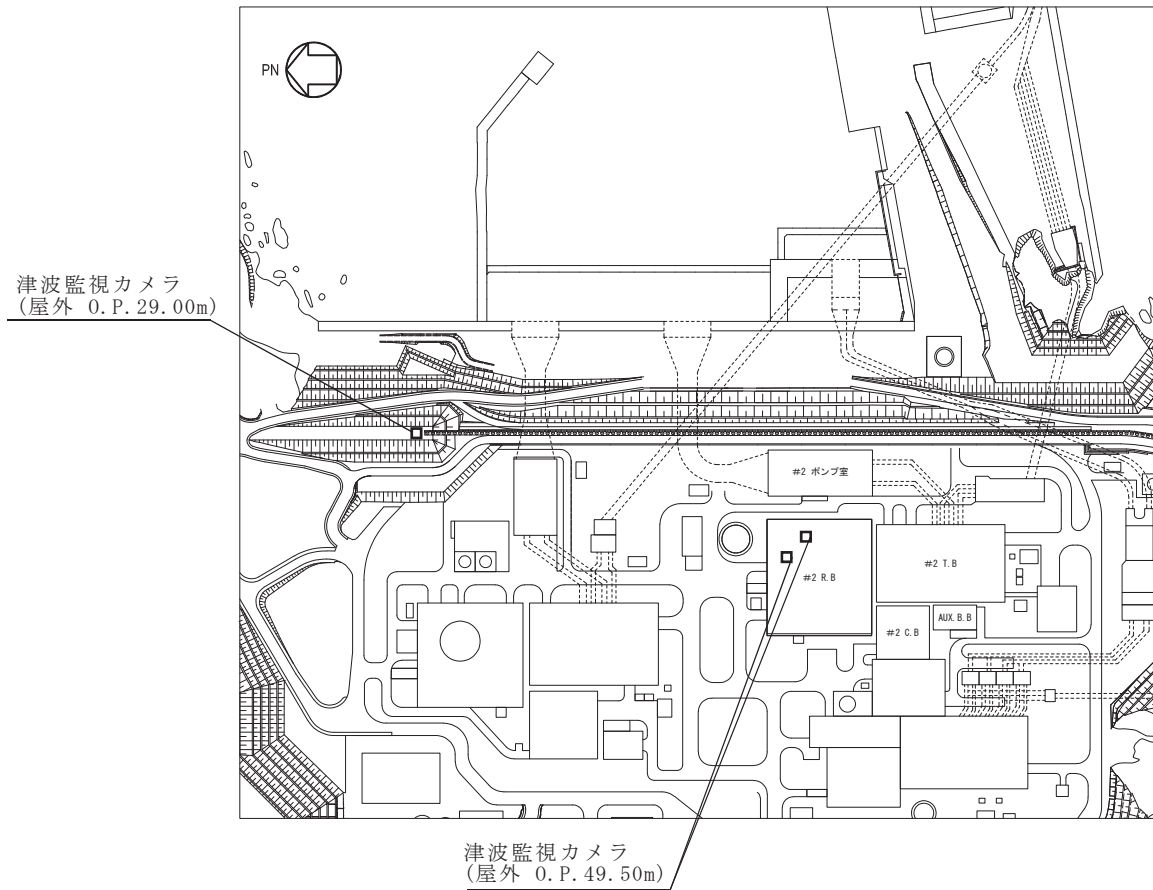 PN
津波監視カメラ
(屋外 O.P.29.00m)
#2 ポンプ室
#2 R.B
#2 T.B
#2 C.B
AUX.B.B
津波監視カメラ
(屋外 O.P.49.50m)